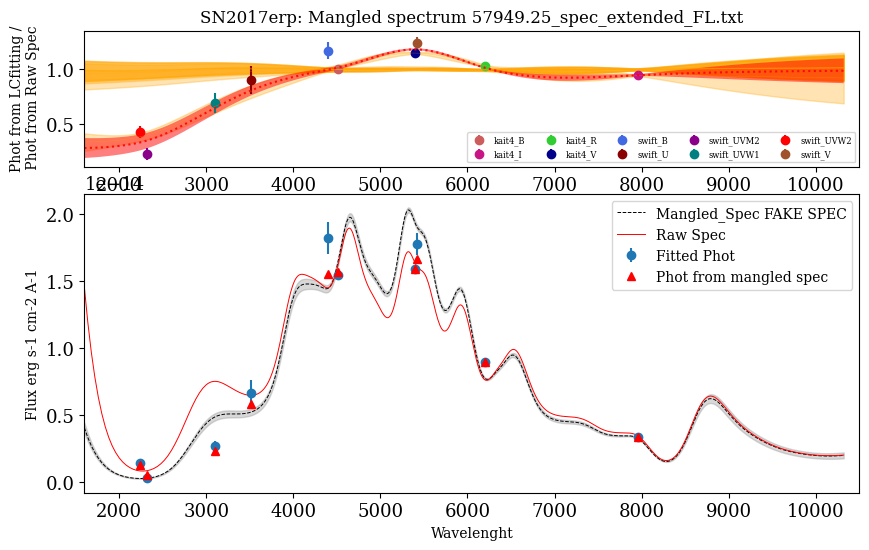 SN2017erp: Mangled spectrum 57949.25_spec_extended_FL.txt
Phot from LCfitting /
Phot from Raw Spec
1.0
0.5
kait4_B
kait4_R
swift_B
swift_UVM2
swift_UVW2
kait4_I
kait4_V
swift_U
swift_UVW1
swift_V
2000 3000 4000 5000 6000 7000 8000 9000 10000
1e−14
Flux erg s-1 cm-2 A-1
2.0
1.5
1.0
0.5
0.0
Mangled_Spec FAKE SPEC
Raw Spec
Fitted Phot
Phot from mangled spec
2000 3000 4000 5000 6000 7000 8000 9000 10000
Wavelenght